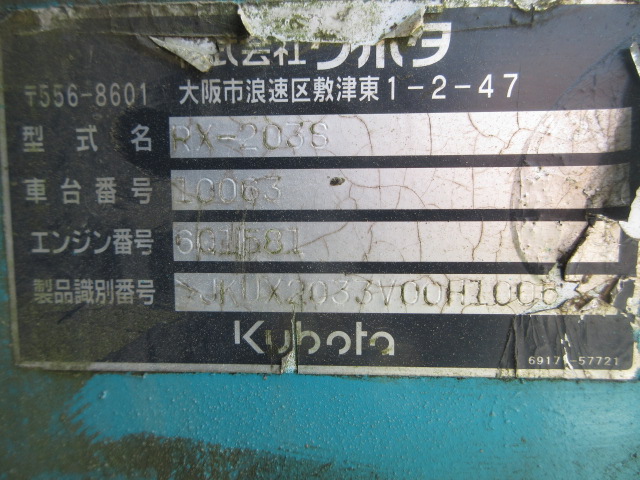 式会社クボタ
〒556-8601 大阪市浪速区敷津東1-2-47
型式名 RX-203S
車台番号 10063
エンジン番号 6G1581
製品識別番号 JKUX2033V00H1006
Kubota
69171-57721